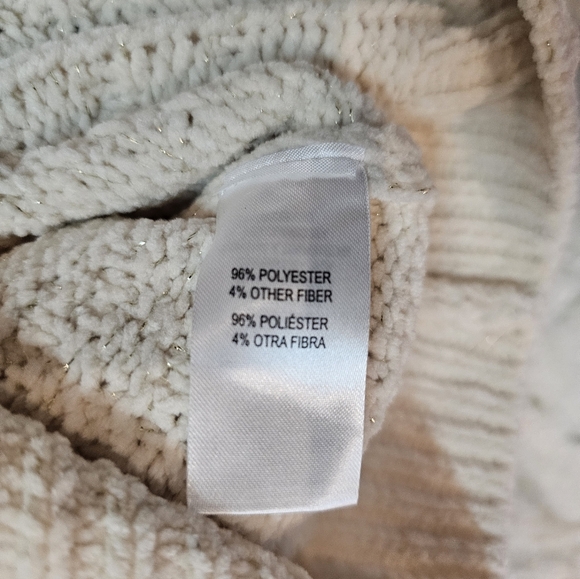 96% POLYESTER
4% OTHER FIBER
96% POLIÉSTER
4% OTRA FIBRA